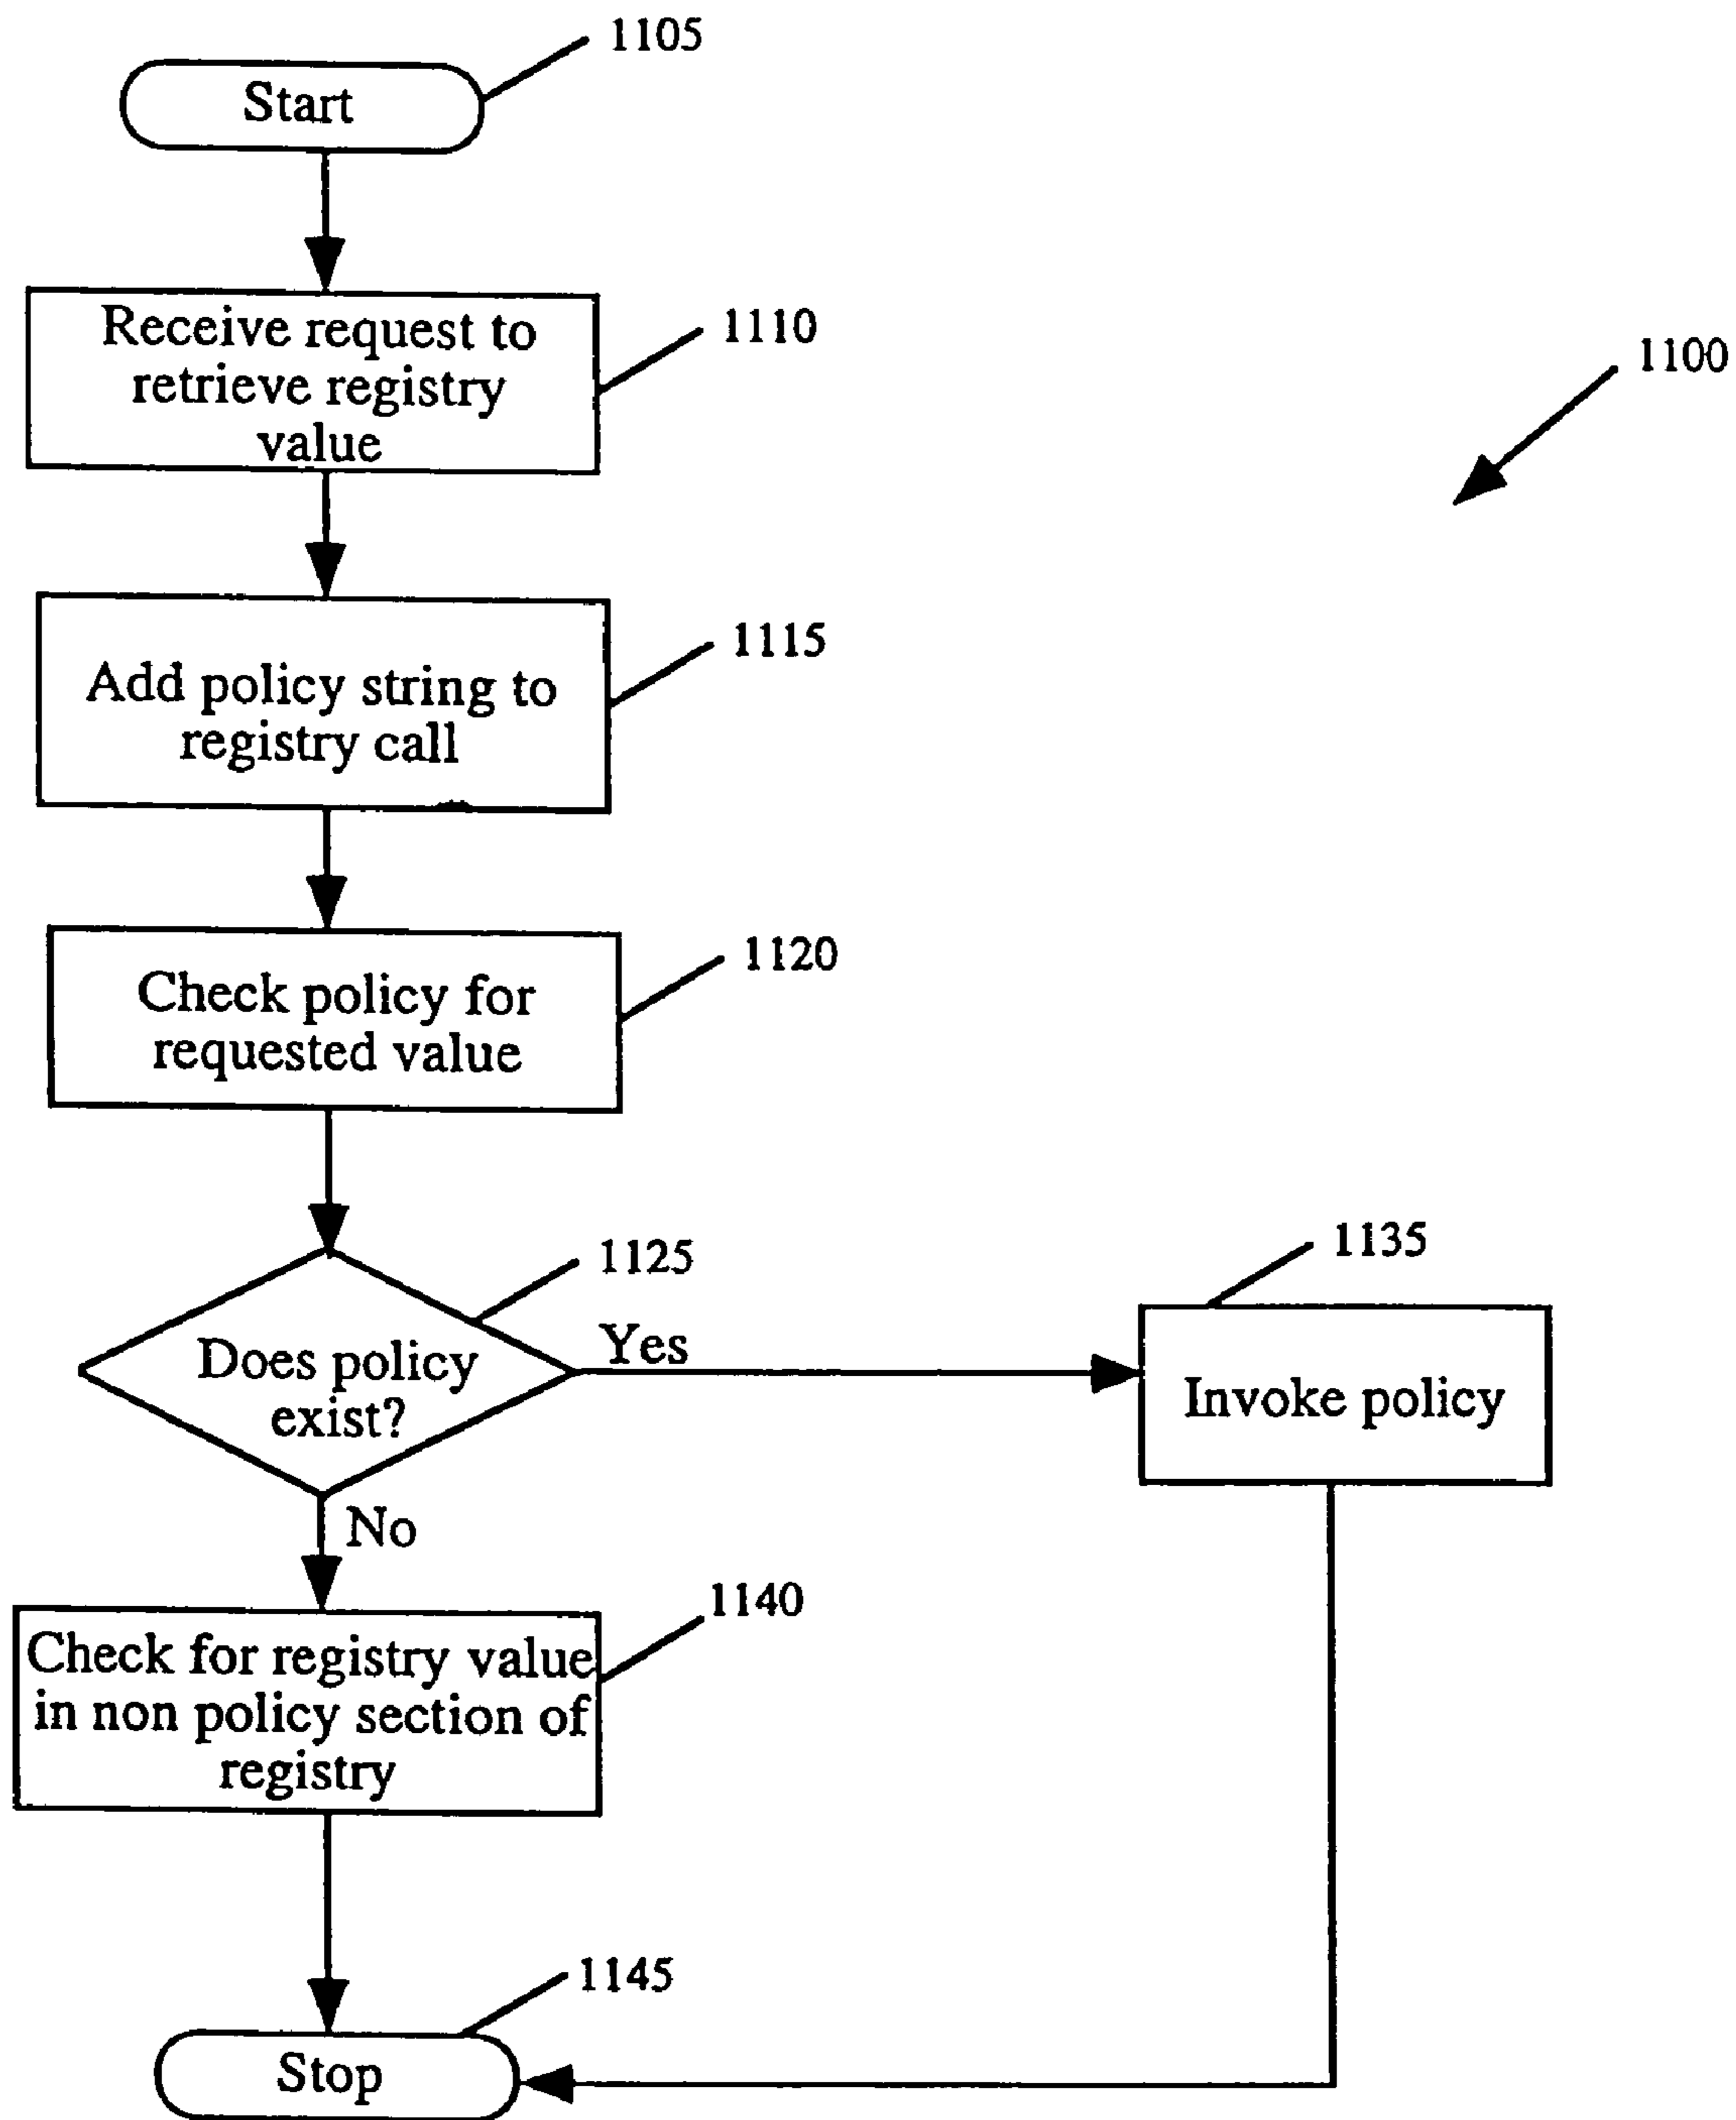 1105
Start
1110
Receive request to
retrieve registry
value
1100
1115
Add policy string to
registry call
1120
Check policy for
requested value
1125
Does policy
exist?
Yes
1135
Invoke policy
No
1140
Check for registry value
in non policy section of
registry
1145
Stop